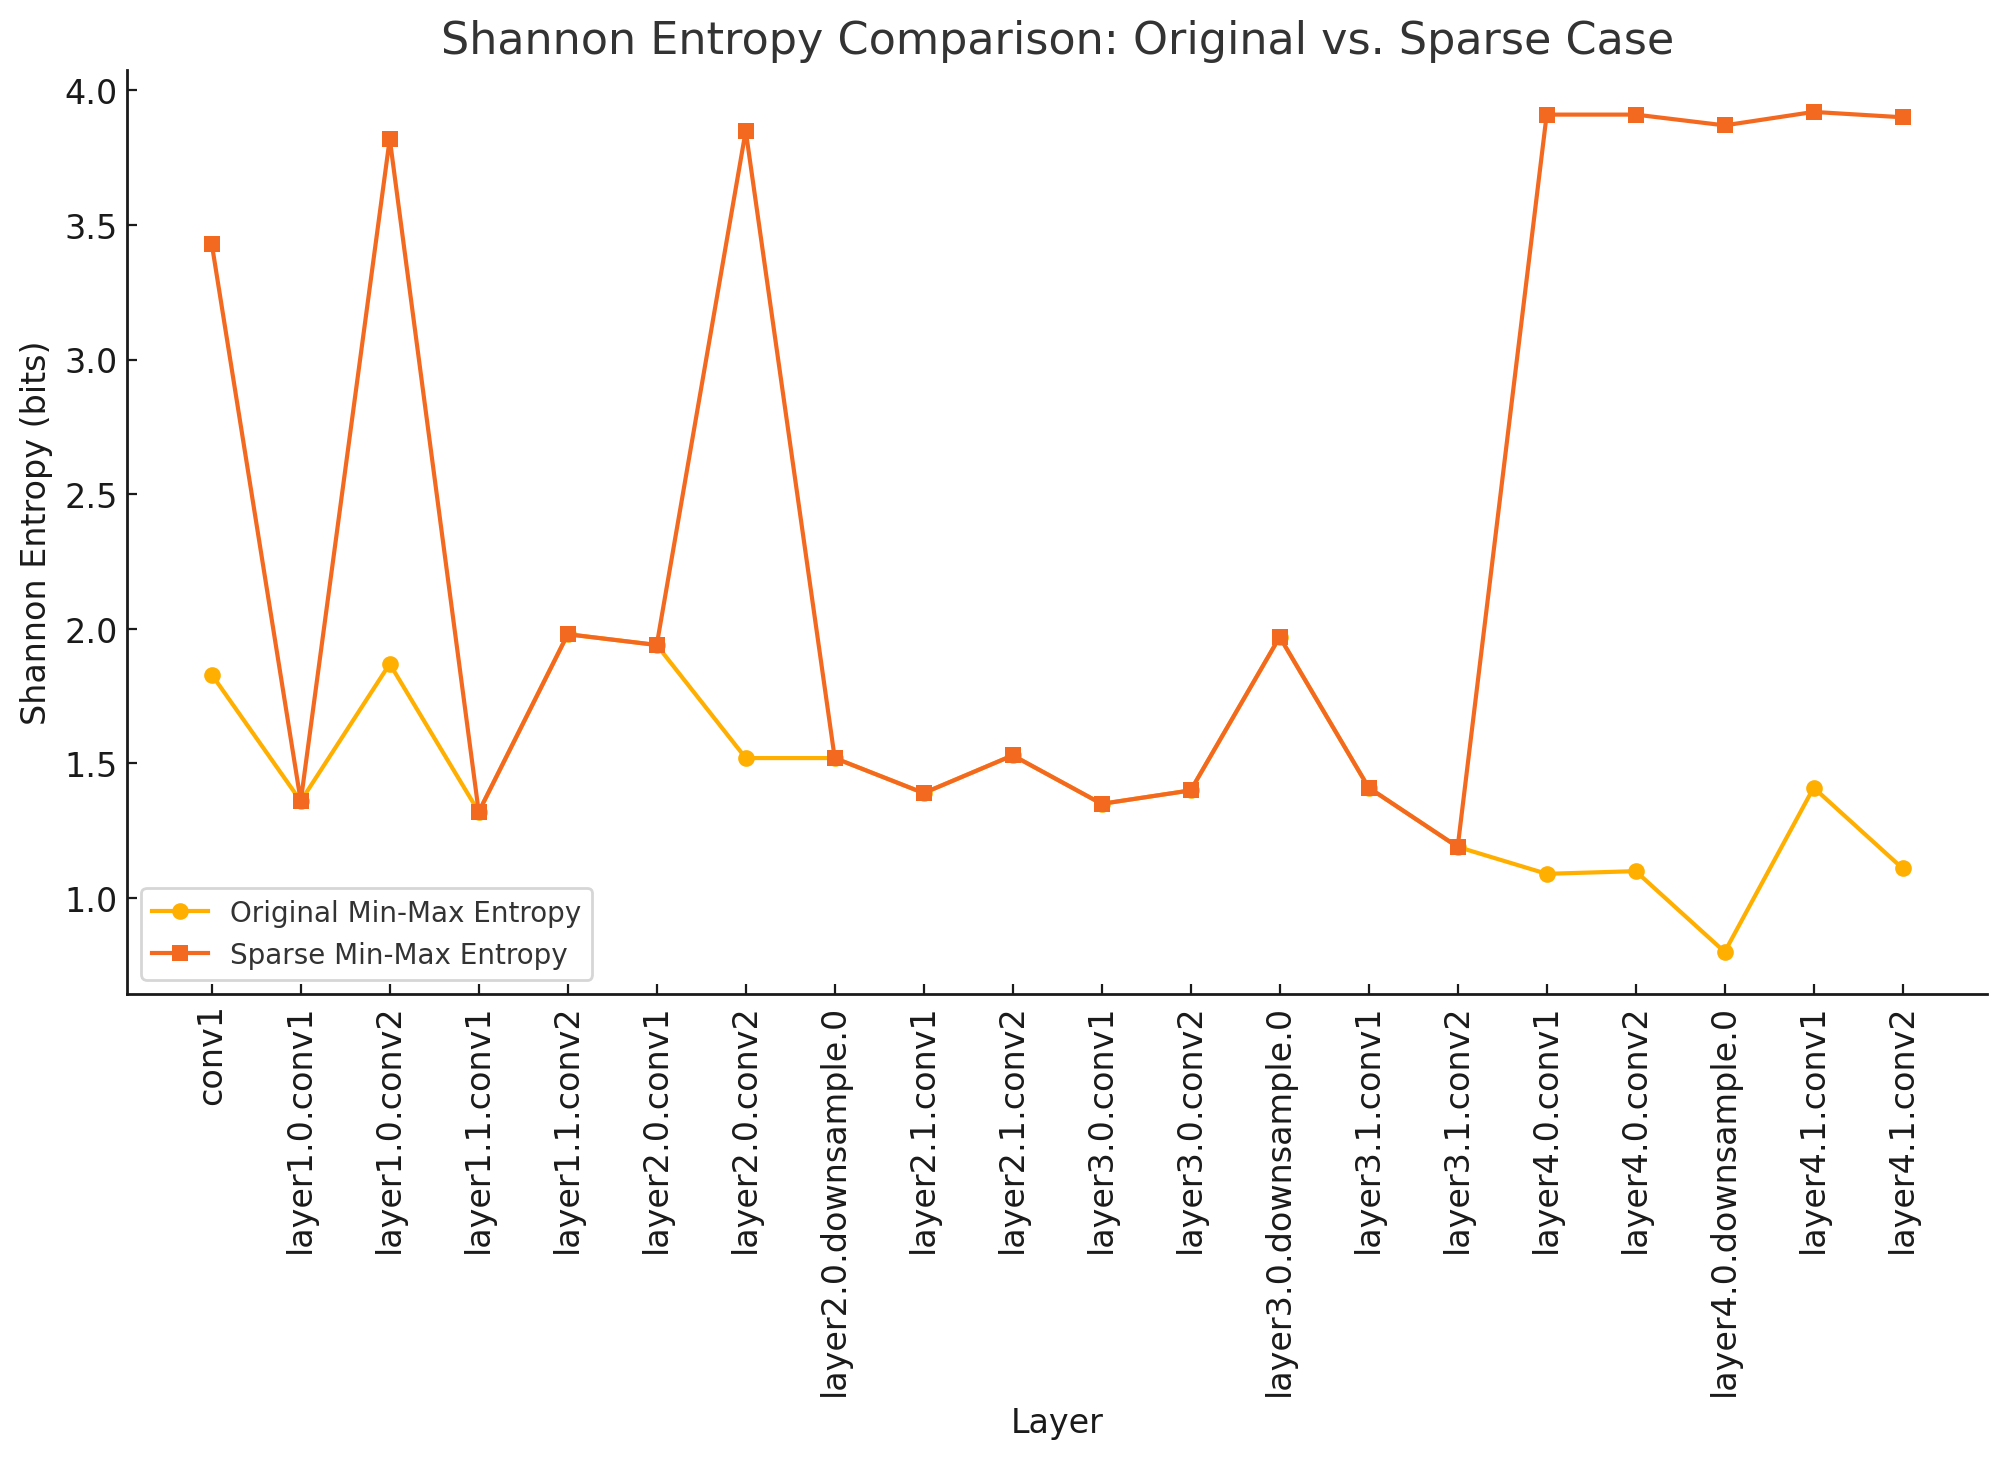 Shannon Entropy Comparison: Original vs. Sparse Case
Shannon Entropy (bits)
4.0
3.5
3.0
2.5
2.0
1.5
1.0
Original Min-Max Entropy
Sparse Min-Max Entropy
conv1
layer1.0.conv1
layer1.0.conv2
layer1.1.conv1
layer1.1.conv2
layer2.0.conv1
layer2.0.conv2
layer2.0.downsample.0
layer2.1.conv1
layer2.1.conv2
layer3.0.conv1
layer3.0.conv2
layer3.0.downsample.0
layer3.1.conv1
layer3.1.conv2
layer4.0.conv1
layer4.0.conv2
layer4.0.downsample.0
layer4.1.conv1
layer4.1.conv2
Layer